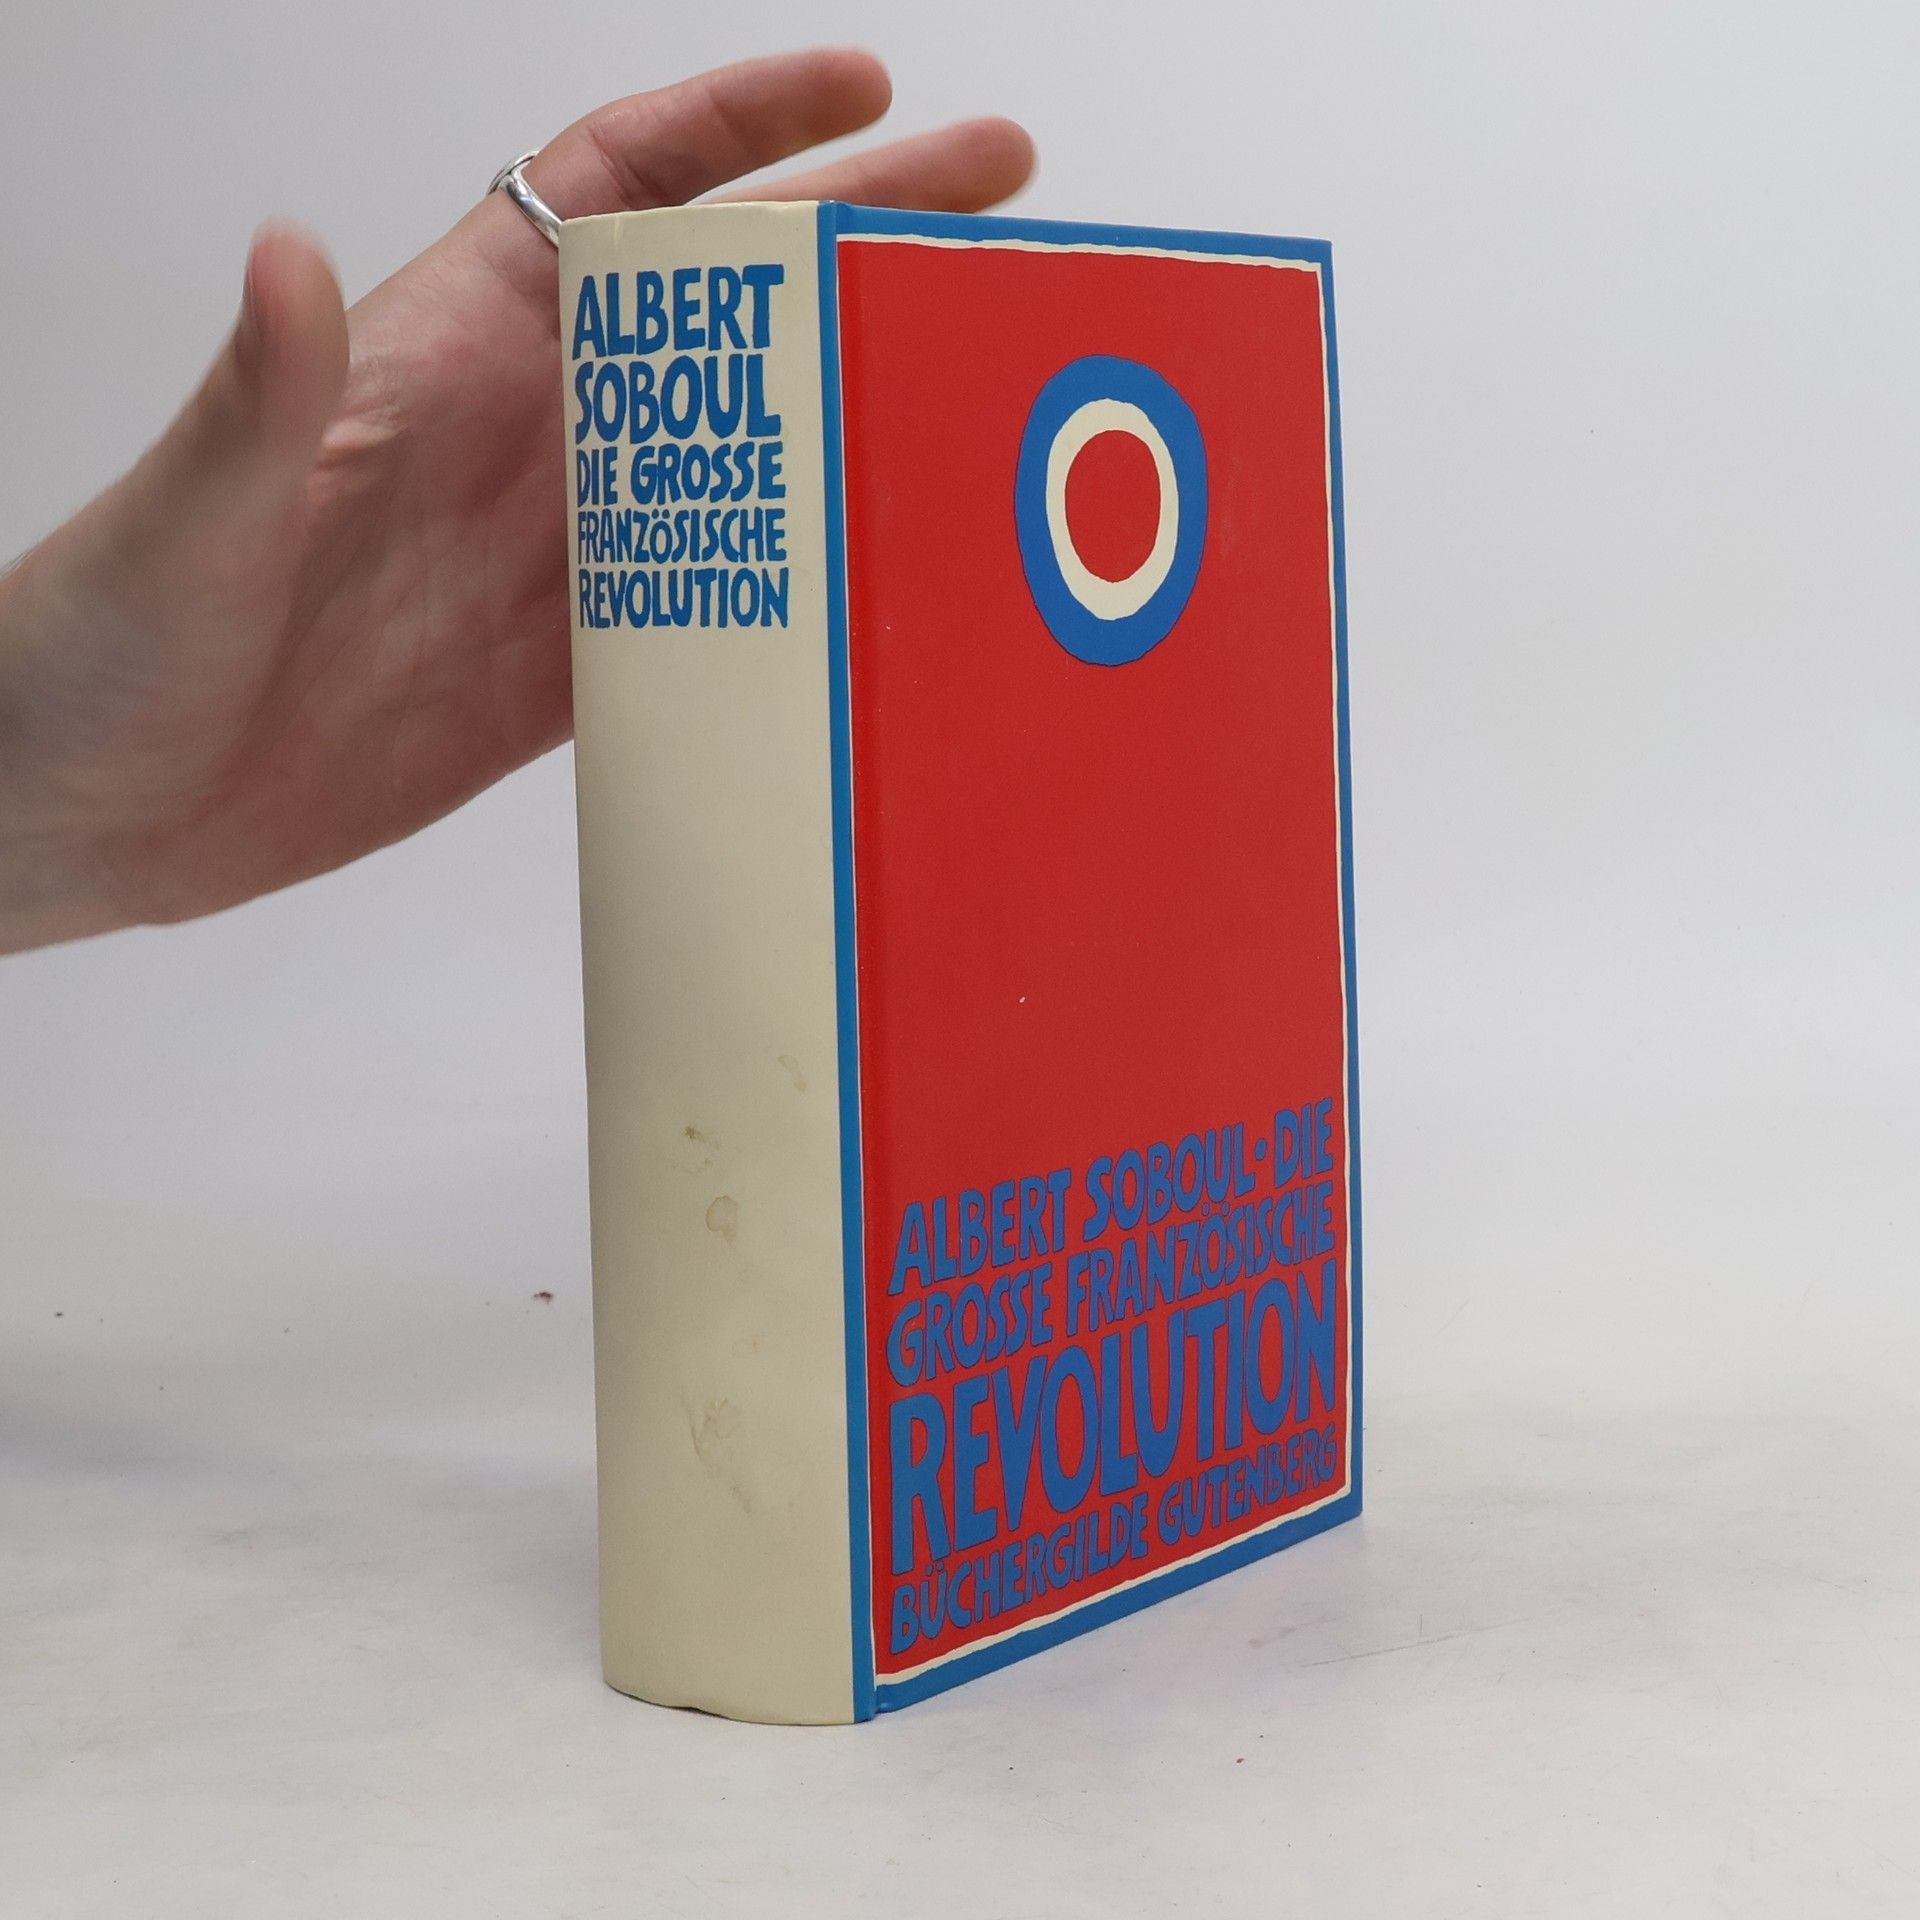 ALBERT
SOBOUL
DIE GROSSE
FRANZÖSISCHE
REVOLUTION
ALBERT SOBOUL • DIE
GROSSE FRANZÖSISCHE
REVOLUTION
BÜCHERGILDE GUTENBERG